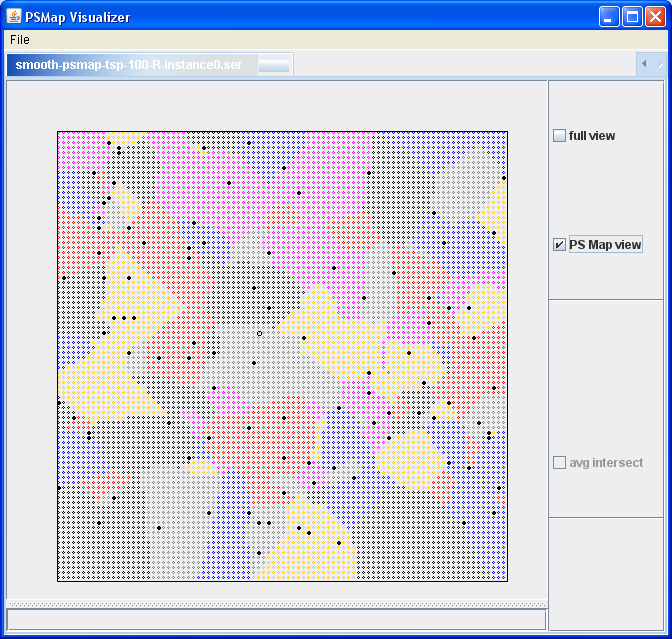 PSMap Visualizer
File
smooth-psmap-tsp-100-R-instance0.ser
full view
PS Map view
avg intersect